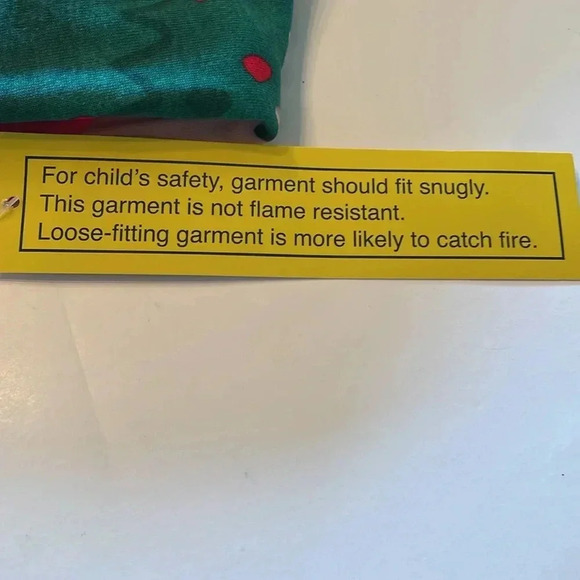 For child's safety, garment should fit snugly.
This garment is not flame resistant.
Loose-fitting garment is more likely to catch fire.